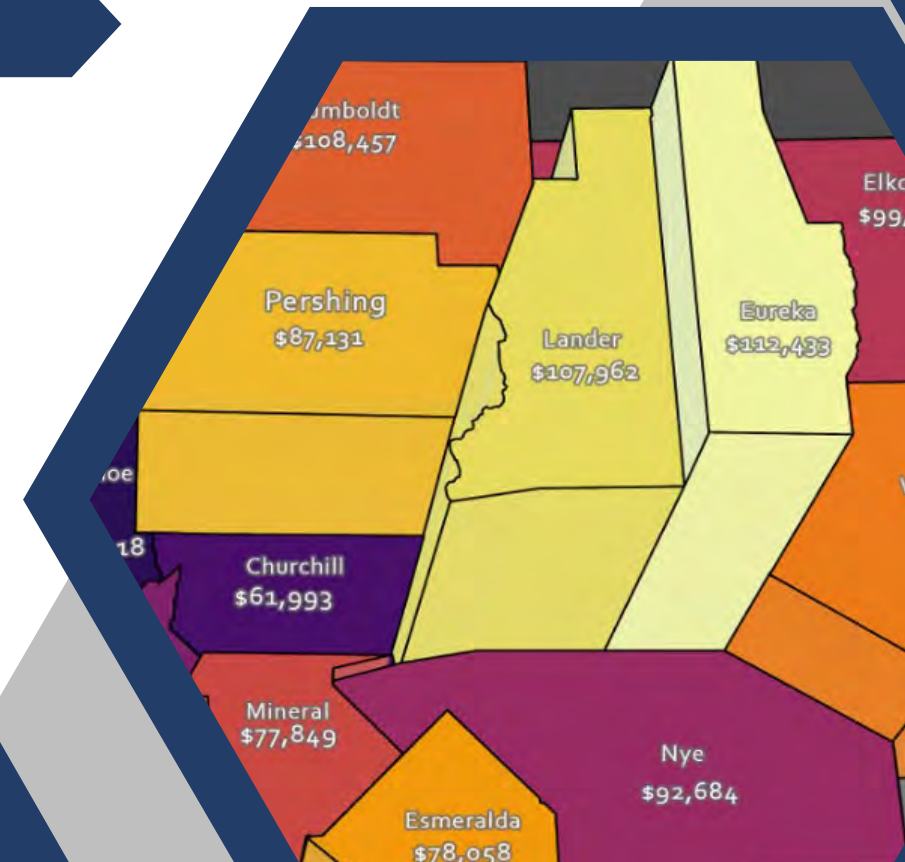 umboldt
$108,457
Elko
$99,
Pershing
$87,131
Eureka
$112,433
Lander
$107,962
oe
18
Churchill
$61,993
Mineral
$77,849
Nye
$92,684
Esmeralda
$78,058